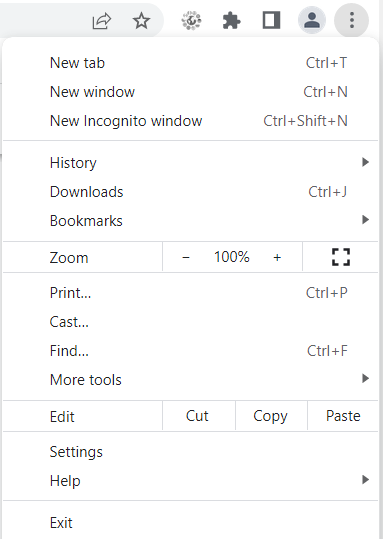 New tab Ctrl+T
New window Ctrl+N
New Incognito window Ctrl+Shift+N
History
Downloads Ctrl+J
Bookmarks
Zoom − 100% +
Print... Ctrl+P
Cast...
Find... Ctrl+F
More tools
Edit Cut Copy Paste
Settings
Help
Exit